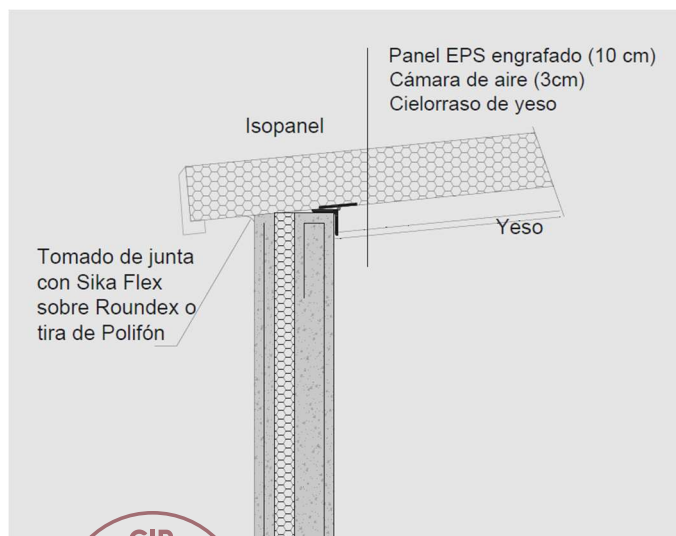 Panel EPS engrafado (10 cm)
Cámara de aire (3cm)
Cielorraso de yeso
Isopanel
Yeso
Tomado de junta
con Sika Flex
sobre Roundex o
tira de Polifón